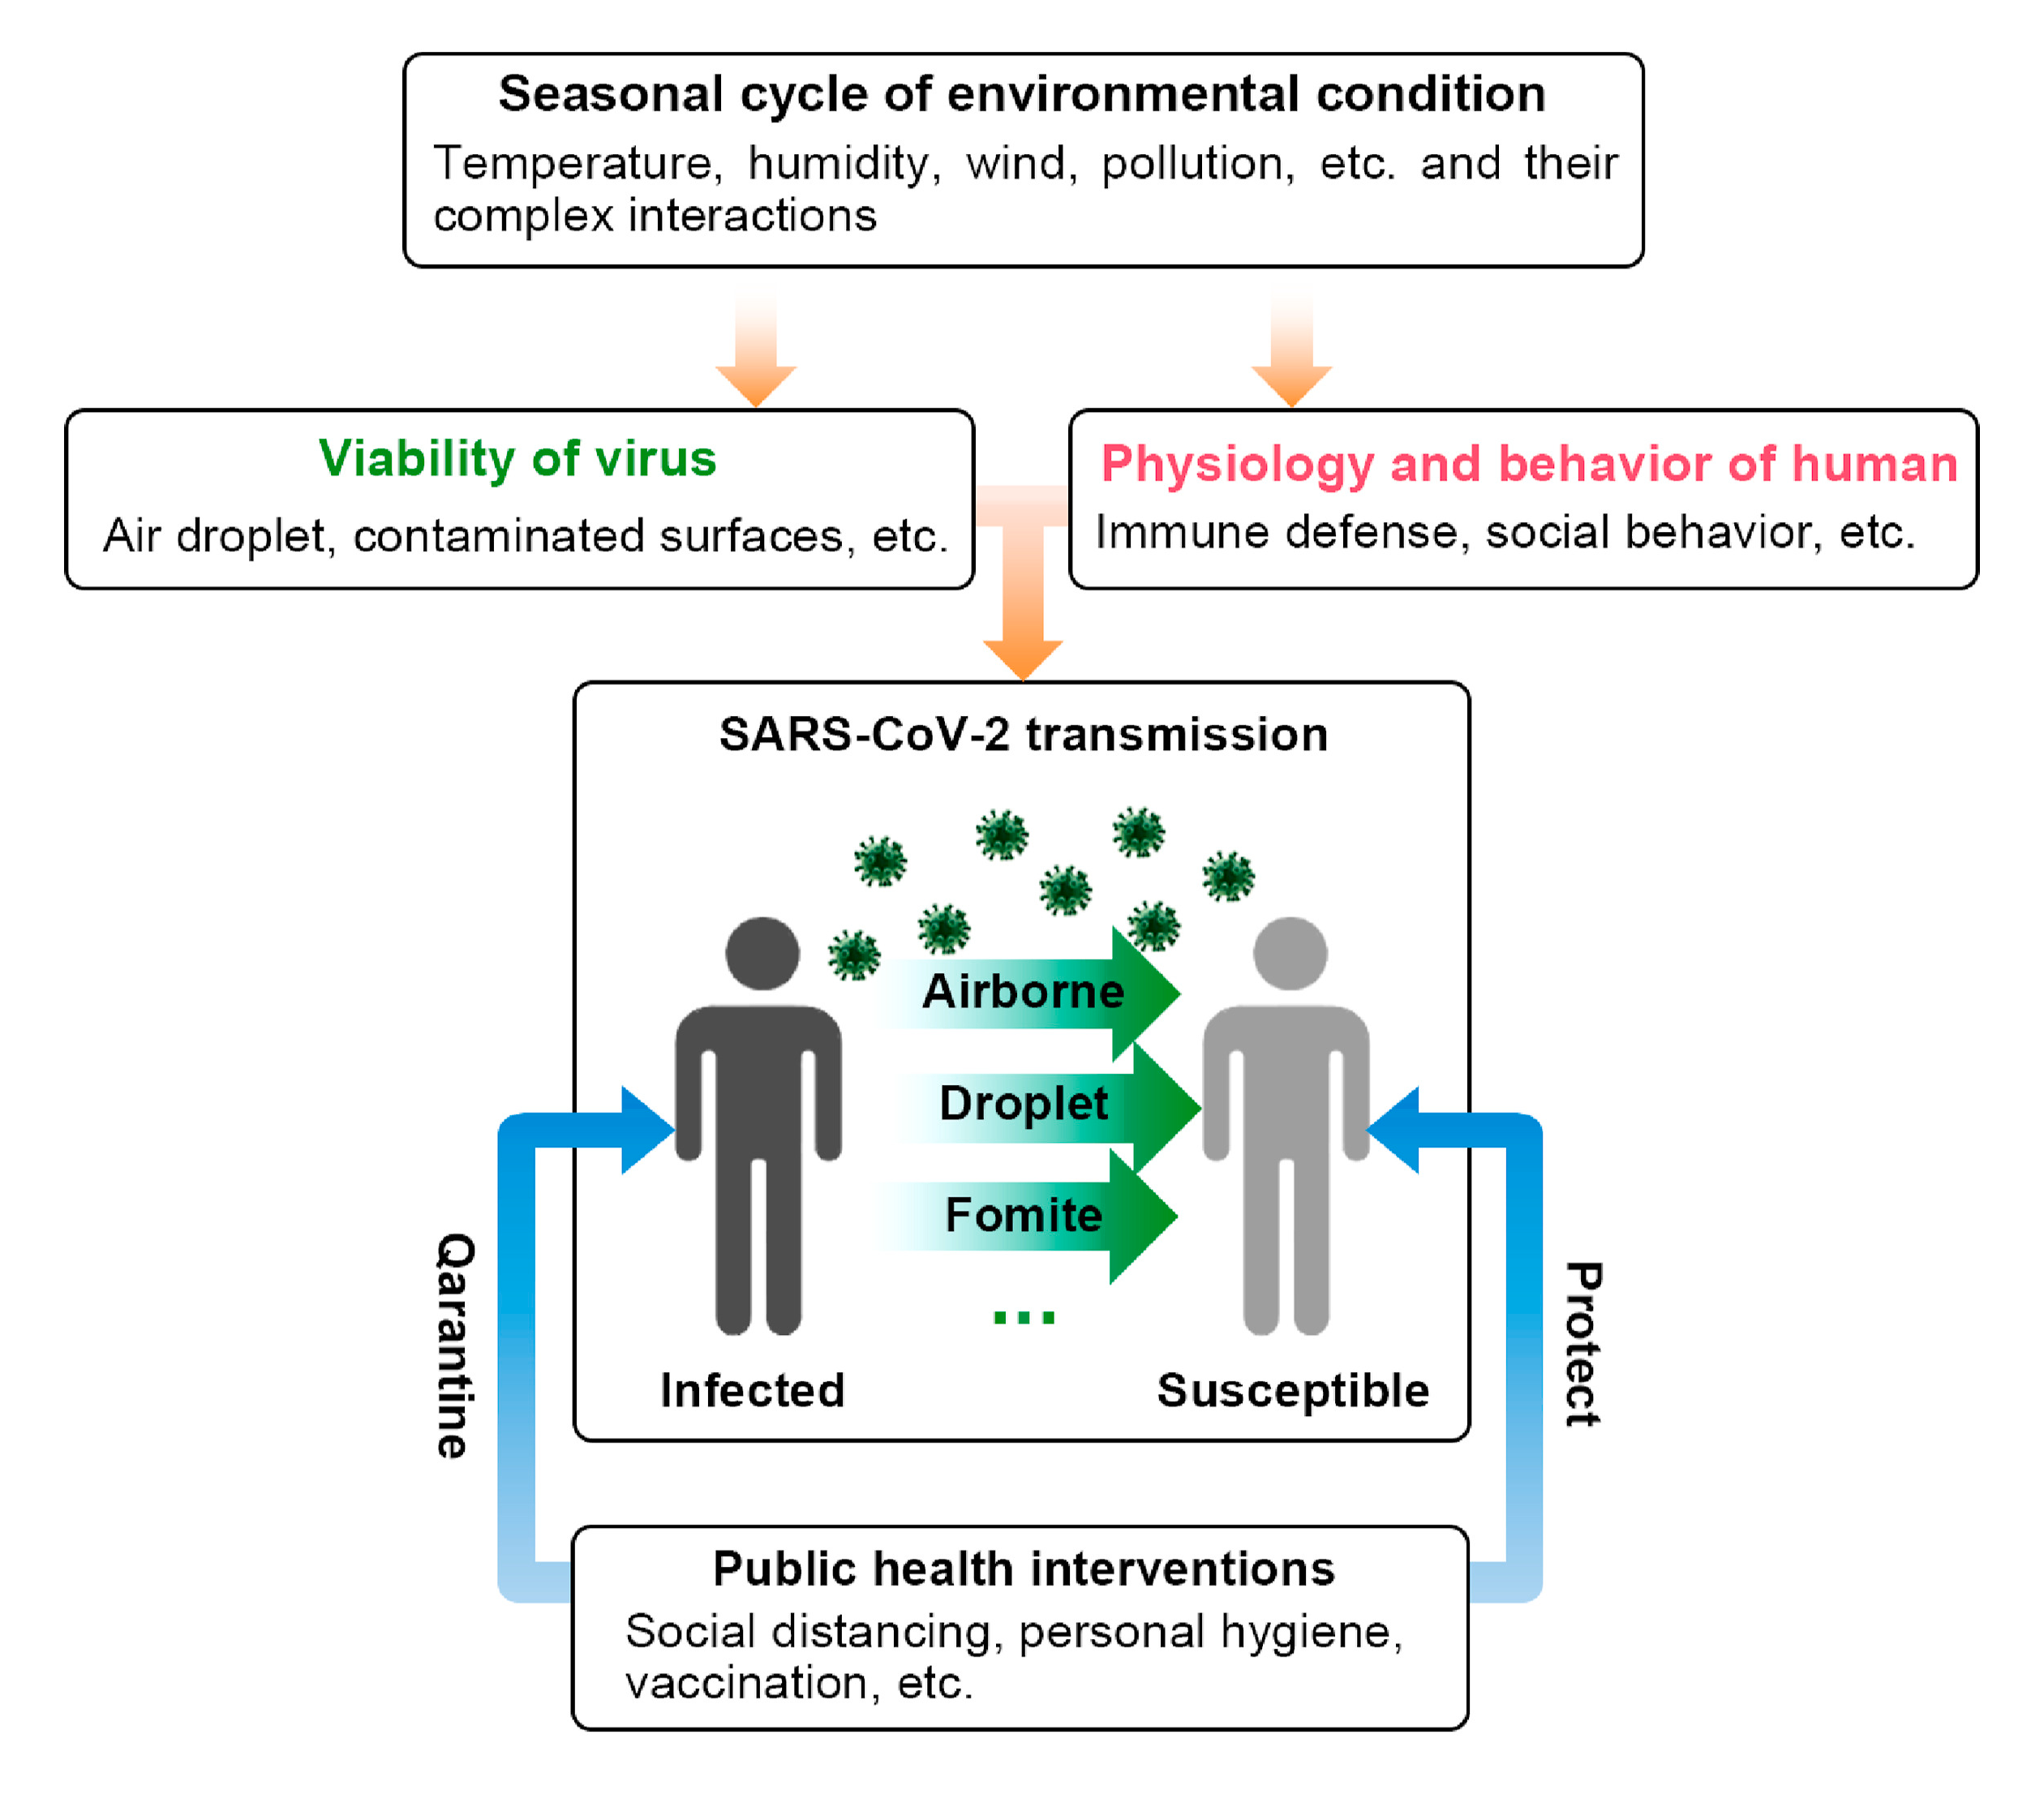 Seasonal cycle of environmental condition
Temperature, humidity, wind, pollution, etc. and their
complex interactions
Viability of virus
Air droplet, contaminated surfaces, etc.
Physiology and behavior of human
Immune defense, social behavior, etc.
SARS-CoV-2 transmission
Airborne
Droplet
Fomite
...
Infected
Susceptible
Qarantine
Protect
Public health interventions
Social distancing, personal hygiene,
vaccination, etc.